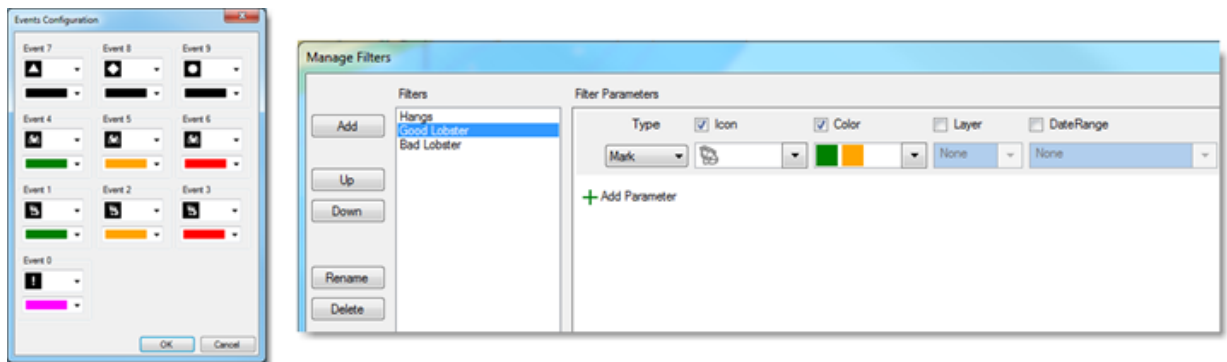 Events Configuration
Event 7 Event 8 Event 9
Event 4 Event 5 Event 6
Event 1 Event 2 Event 3
Event 0
OK Cancel
Manage Filters
Filters
Filter Parameters
Add
Up
Down
Rename
Delete
Hangs
Good Lobster
Bad Lobster
Type Icon Color Layer DateRange
Mark None None
Add Parameter